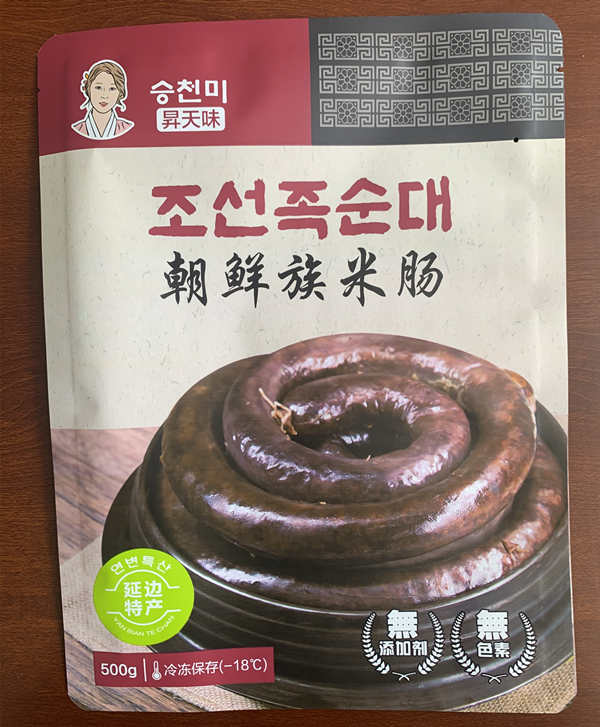 승천미
昇天味
조선족순대
朝鲜族米肠
연변특산
延边
特产
YAN BIAN TE CHAN
500g 冷冻保存(-18℃)
無
添加剂
無
色素